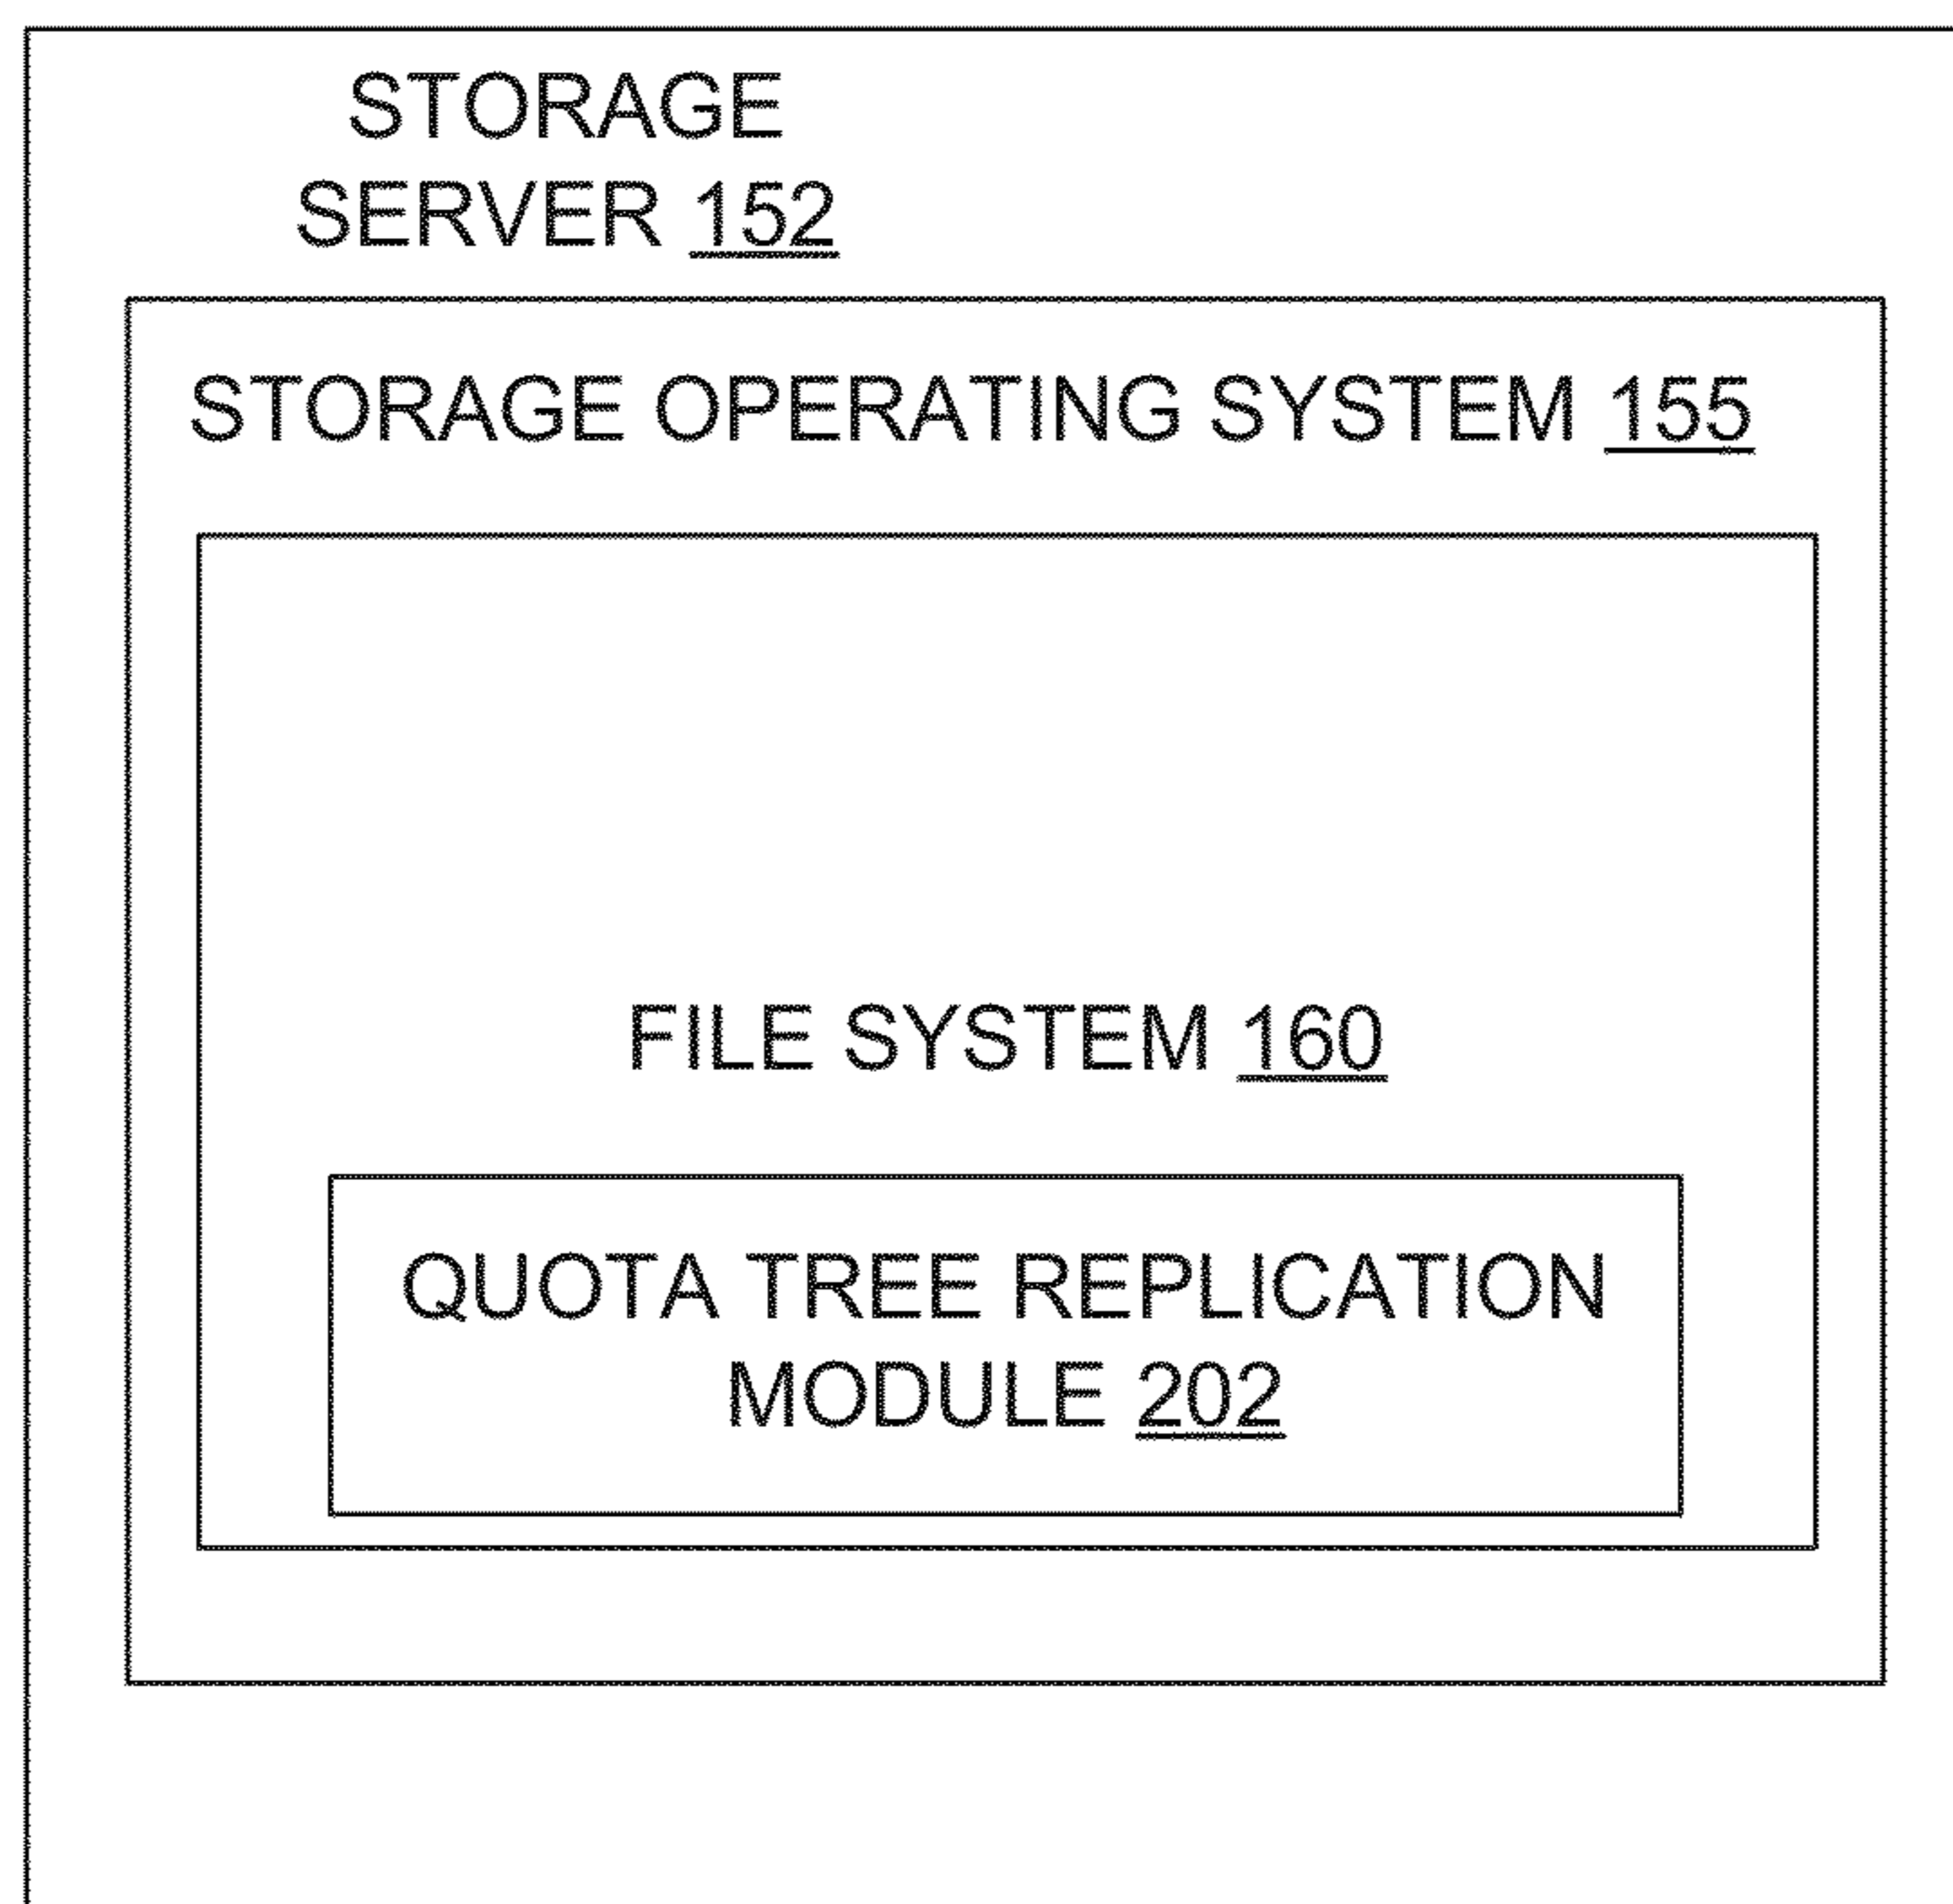 STORAGE
SERVER 152
STORAGE OPERATING SYSTEM 155
FILE SYSTEM 160
QUOTA TREE REPLICATION
MODULE 202